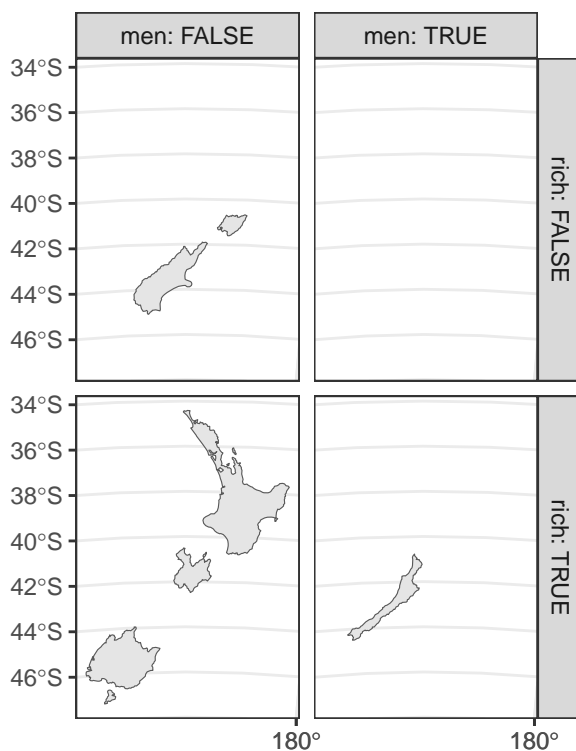 men: FALSE
men: TRUE
34°S
36°S
38°S
40°S
42°S
44°S
46°S
rich: FALSE
34°S
36°S
38°S
40°S
42°S
44°S
46°S
rich: TRUE
180°
180°